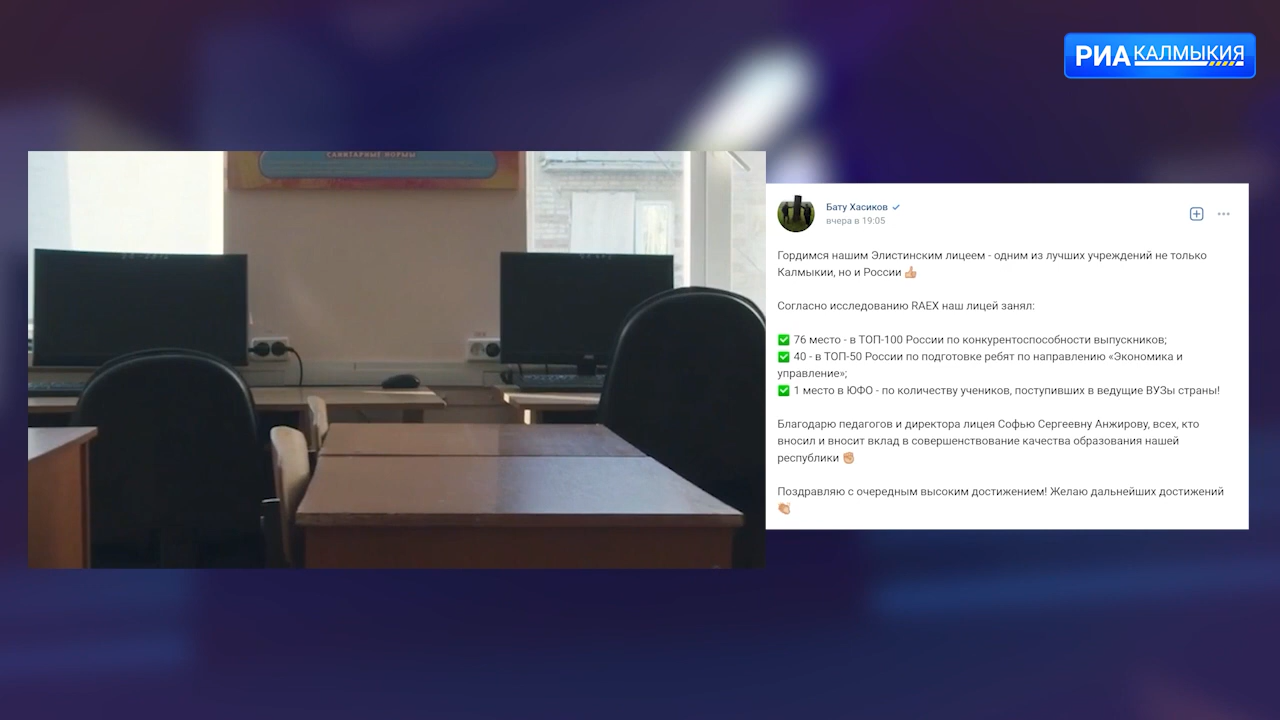 РИА КАЛМЫКИЯ
САНИТАРНЫЕ НОРМЫ
Бату Хасиков
вчера в 19:05
Гордимся нашим Элистинским лицеем - одним из лучших учреждений не только
Калмыкии, но и России 👍
Согласно исследованию RAEX наш лицей занял:
✅ 76 место - в ТОП-100 России по конкурентоспособности выпускников;
✅ 40 - в ТОП-50 России по подготовке ребят по направлению «Экономика и
управление»;
✅ 1 место в ЮФО - по количеству учеников, поступивших в ведущие ВУЗы страны!
Благодарю педагогов и директора лицея Софью Сергеевну Анжирову, всех, кто
вносил и вносит вклад в совершенствование качества образования нашей
республики ✊
Поздравляю с очередным высоким достижением! Желаю дальнейших достижений
👏